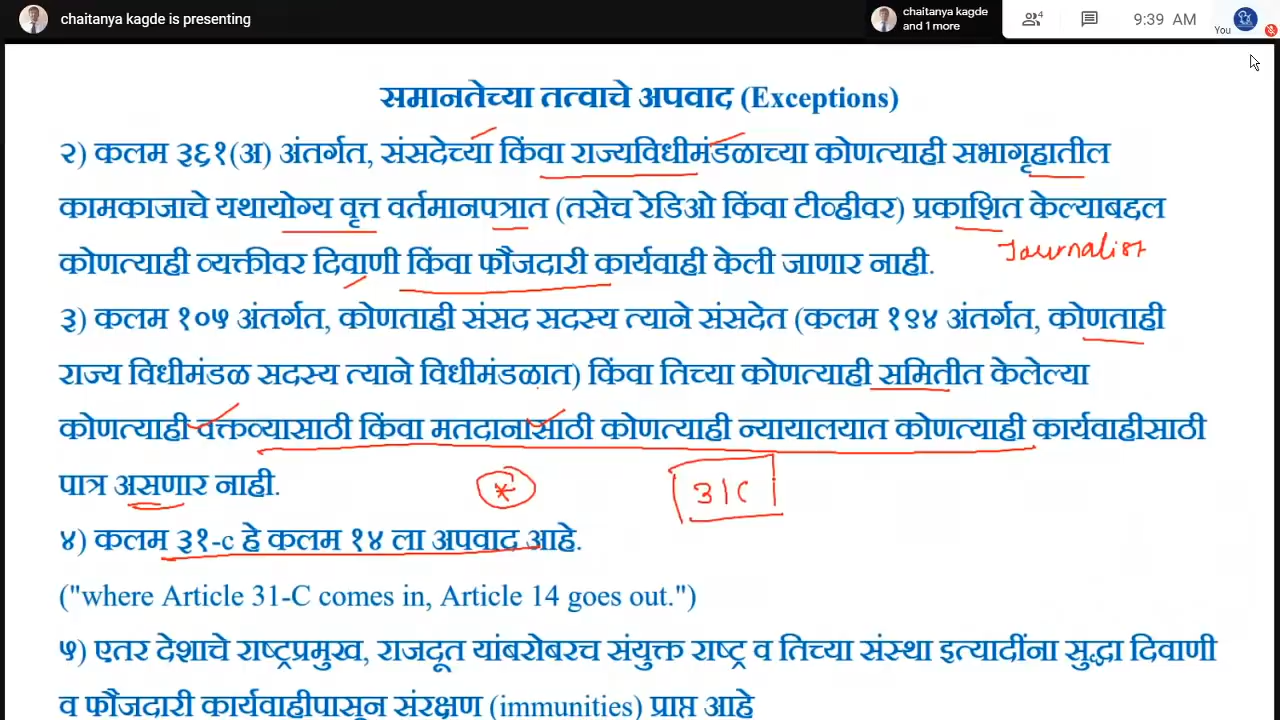 chaitanya kagde is presenting
chaitanya kagde
and 1 more
4
9:39 AM
You
समानतेच्या तत्वाचे अपवाद (Exceptions)
२) कलम ३६१(अ) अंतर्गत, संसदेच्या किंवा राज्यविधीमंडळाच्या कोणत्याही सभागृहातील
कामकाजाचे यथायोग्य वृत्त वर्तमानपत्रात (तसेच रेडिओ किंवा टीव्हीवर) प्रकाशित केल्याबद्दल
Journalist
कोणत्याही व्यक्तीवर दिवाणी किंवा फौंजदारी कार्यवाही केली जाणार नाही.
३) कलम १०५ अंतर्गत, कोणताही संसद सदस्य त्याने संसदेत (कलम १९४ अंतर्गत, कोणताही
राज्य विधीमंडळ सदस्य त्याने विधीमंडळात) किंवा तिच्या कोणत्याही समितीत केलेल्या
कोणत्याही वक्तव्यासाठी किंवा मतदानासाठी कोणत्याही न्यायालयात कोणत्याही कार्यवाहीसाठी
पात्र असणार नाही.
31C
४) कलम ३१-c हे कलम १४ ला अपवाद आहे.
("where Article 31-C comes in, Article 14 goes out.")
५) एतर देशाचे राष्ट्रप्रमुख, राजदूत यांबरोबरच संयुक्त राष्ट्र व तिच्या संस्था इत्यादींना सुद्धा दिवाणी
व फौंजदारी कार्यवाहीपासून संरक्षण (immunities) प्राप्त आहे